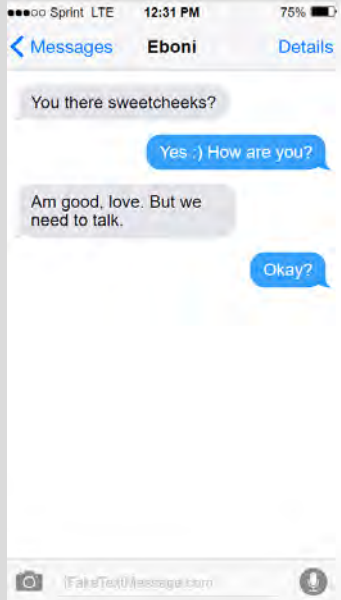 Sprint LTE 12:31 PM 75%
Messages Eboni Details
You there sweetcheeks?
Yes :) How are you?
Am good, love. But we
need to talk.
Okay?
iFakeTextMessage.com